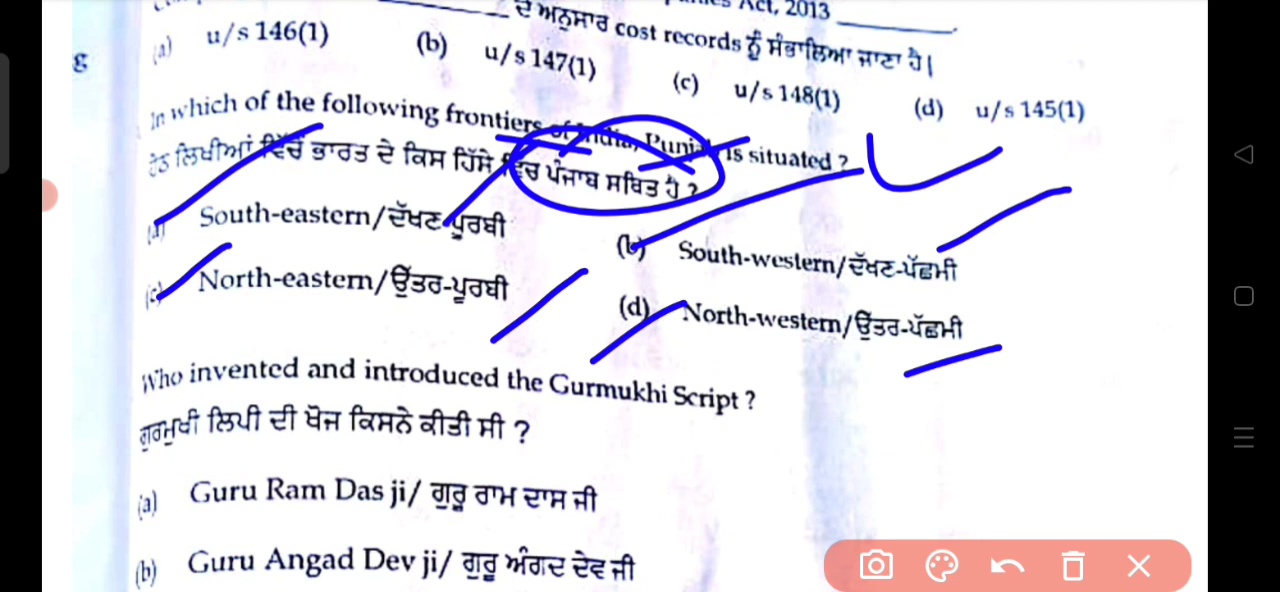 Act, 2013
ਦੇ ਅਨੁਸਾਰ cost records ਨੂੰ ਸੰਭਾਲਿਆ ਜਾਣਾ ਹੈ।
(a) u/s 146(1) (b) u/s 147(1) (c) u/s 148(1) (d) u/s 145(1)
g
In which of the following frontiers of India, Punjab is situated ?
ਹੇਠ ਲਿਖੀਆਂ ਵਿੱਚੋਂ ਭਾਰਤ ਦੇ ਕਿਸ ਹਿੱਸੇ ਵਿਚ ਪੰਜਾਬ ਸਥਿਤ ਹੈ ?
(a) South-eastern/ਦੱਖਣ-ਪੂਰਬੀ (b) South-western/ਦੱਖਣ-ਪੱਛਮੀ
(c) North-eastern/ਉੱਤਰ-ਪੂਰਬੀ (d) North-western/ਉੱਤਰ-ਪੱਛਮੀ
Who invented and introduced the Gurmukhi Script ?
ਗੁਰਮੁਖੀ ਲਿਪੀ ਦੀ ਖੋਜ ਕਿਸਨੇ ਕੀਤੀ ਸੀ ?
(a) Guru Ram Das ji/ ਗੁਰੂ ਰਾਮ ਦਾਸ ਜੀ
(b) Guru Angad Dev ji/ ਗੁਰੂ ਅੰਗਦ ਦੇਵ ਜੀ